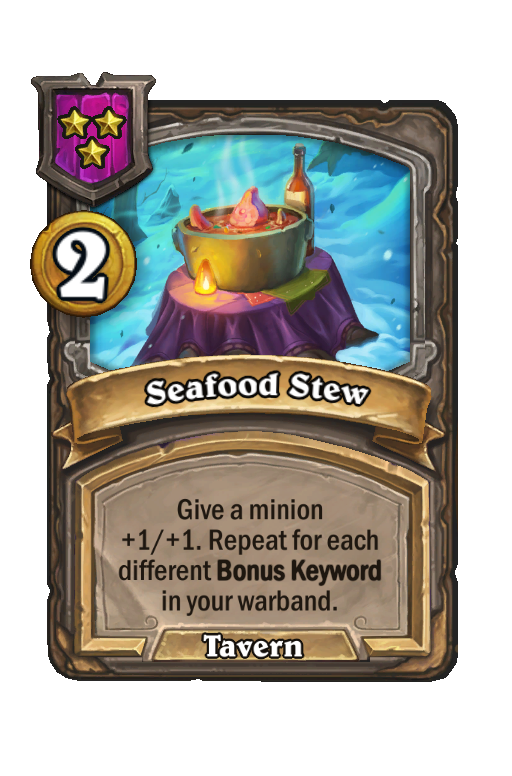 2
Seafood Stew
Give a minion
+1/+1. Repeat for each
different Bonus Keyword
in your warband.
Tavern